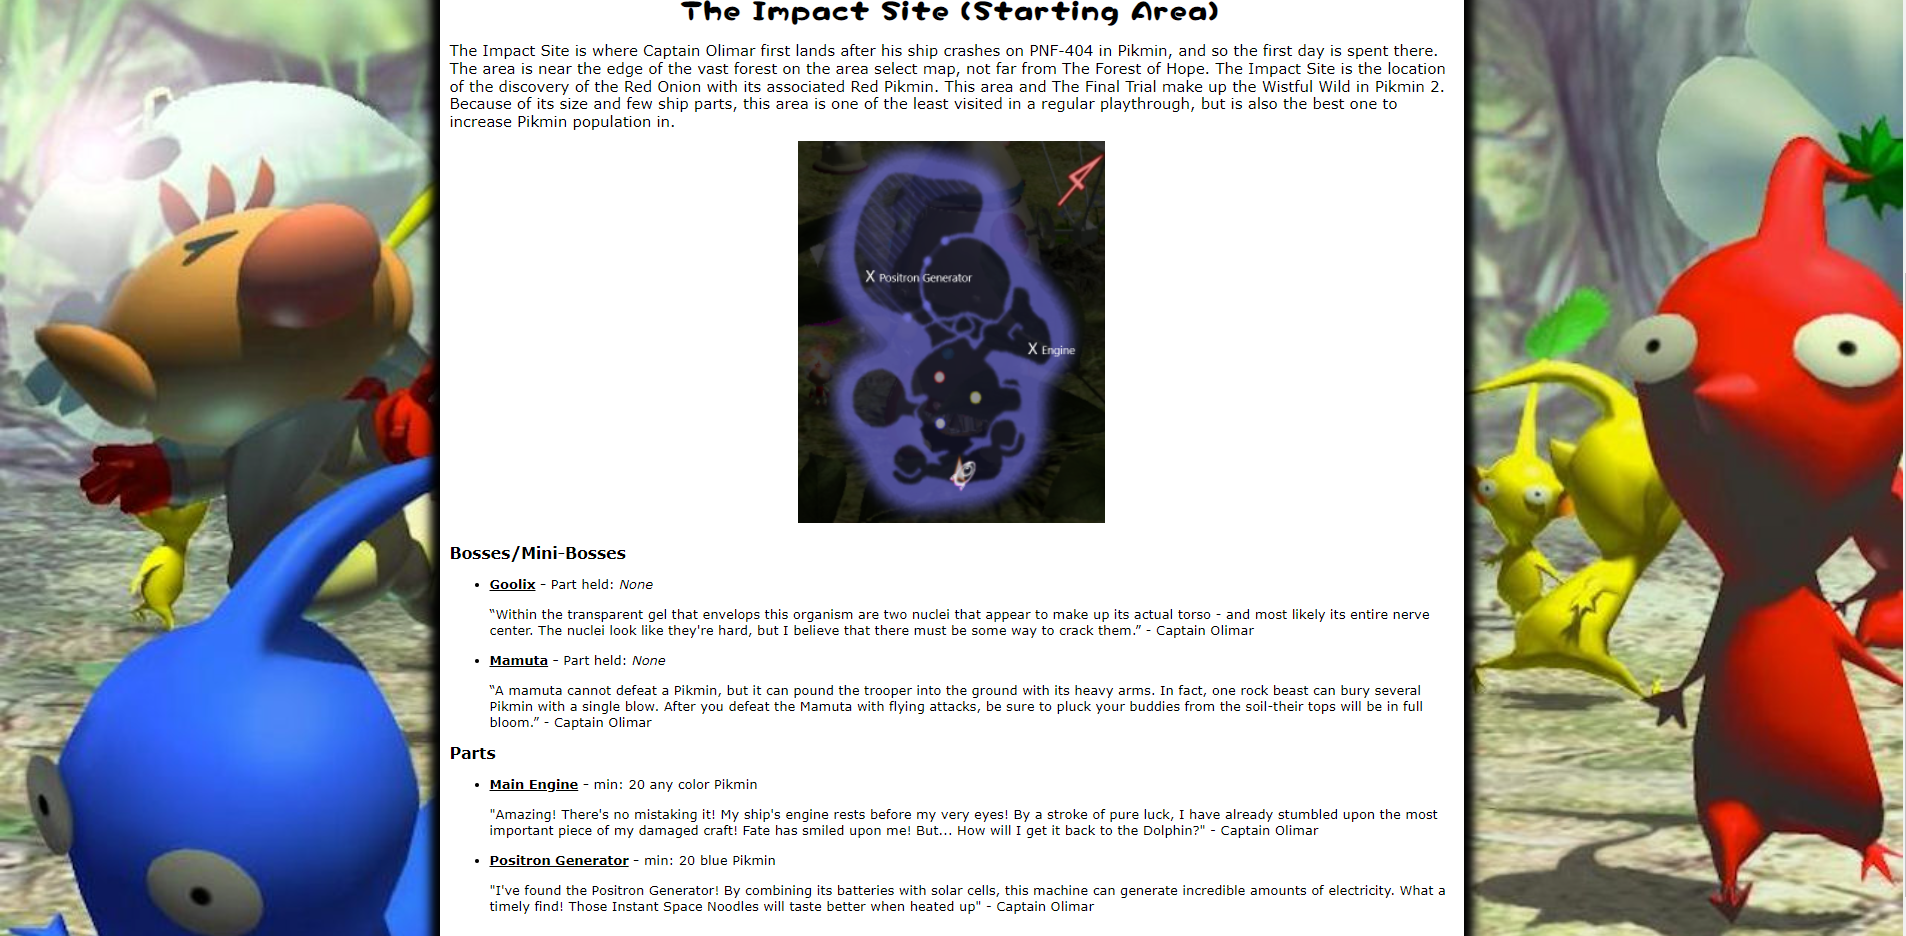 The Impact Site (Starting Area)
The Impact Site is where Captain Olimar first lands after his ship crashes on PNF-404 in Pikmin, and so the first day is spent there.
The area is near the edge of the vast forest on the area select map, not far from The Forest of Hope. The Impact Site is the location
of the discovery of the Red Onion with its associated Red Pikmin. This area and The Final Trial make up the Wistful Wild in Pikmin 2.
Because of its size and few ship parts, this area is one of the least visited in a regular playthrough, but is also the best one to
increase Pikmin population in.
X Positron Generator
X Engine
Bosses/Mini-Bosses
• Goolix - Part held: None
“Within the transparent gel that envelops this organism are two nuclei that appear to make up its actual torso - and most likely its entire nerve
center. The nuclei look like they're hard, but I believe that there must be some way to crack them.” - Captain Olimar
• Mamuta - Part held: None
“A mamuta cannot defeat a Pikmin, but it can pound the trooper into the ground with its heavy arms. In fact, one rock beast can bury several
Pikmin with a single blow. After you defeat the Mamuta with flying attacks, be sure to pluck your buddies from the soil-their tops will be in full
bloom.” - Captain Olimar
Parts
• Main Engine - min: 20 any color Pikmin
"Amazing! There's no mistaking it! My ship's engine rests before my very eyes! By a stroke of pure luck, I have already stumbled upon the most
important piece of my damaged craft! Fate has smiled upon me! But... How will I get it back to the Dolphin?" - Captain Olimar
• Positron Generator - min: 20 blue Pikmin
"I've found the Positron Generator! By combining its batteries with solar cells, this machine can generate incredible amounts of electricity. What a
timely find! Those Instant Space Noodles will taste better when heated up" - Captain Olimar